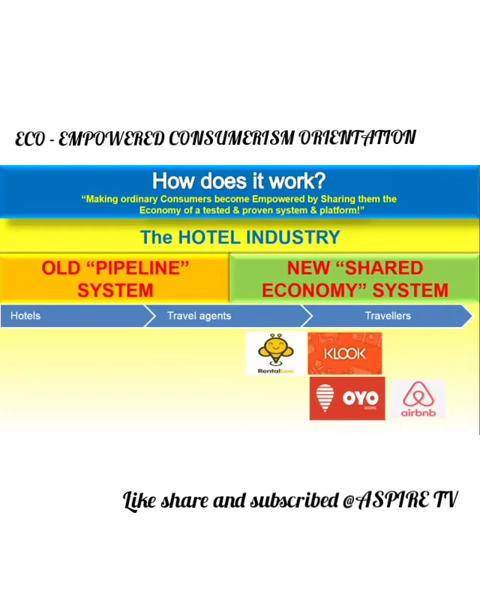 ECO - EMPOWERED CONSUMERISM ORIENTATION
How does it work?
“Making ordinary Consumers become Empowered by Sharing them the
Economy of a tested & proven system & platform!”
The HOTEL INDUSTRY
OLD “PIPELINE”
SYSTEM
NEW “SHARED
ECONOMY” SYSTEM
Hotels
Travel agents
Travellers
Rentalbee
KLOOK
OYO
ROOMS
airbnb
Like share and subscribed @ASPIRE TV